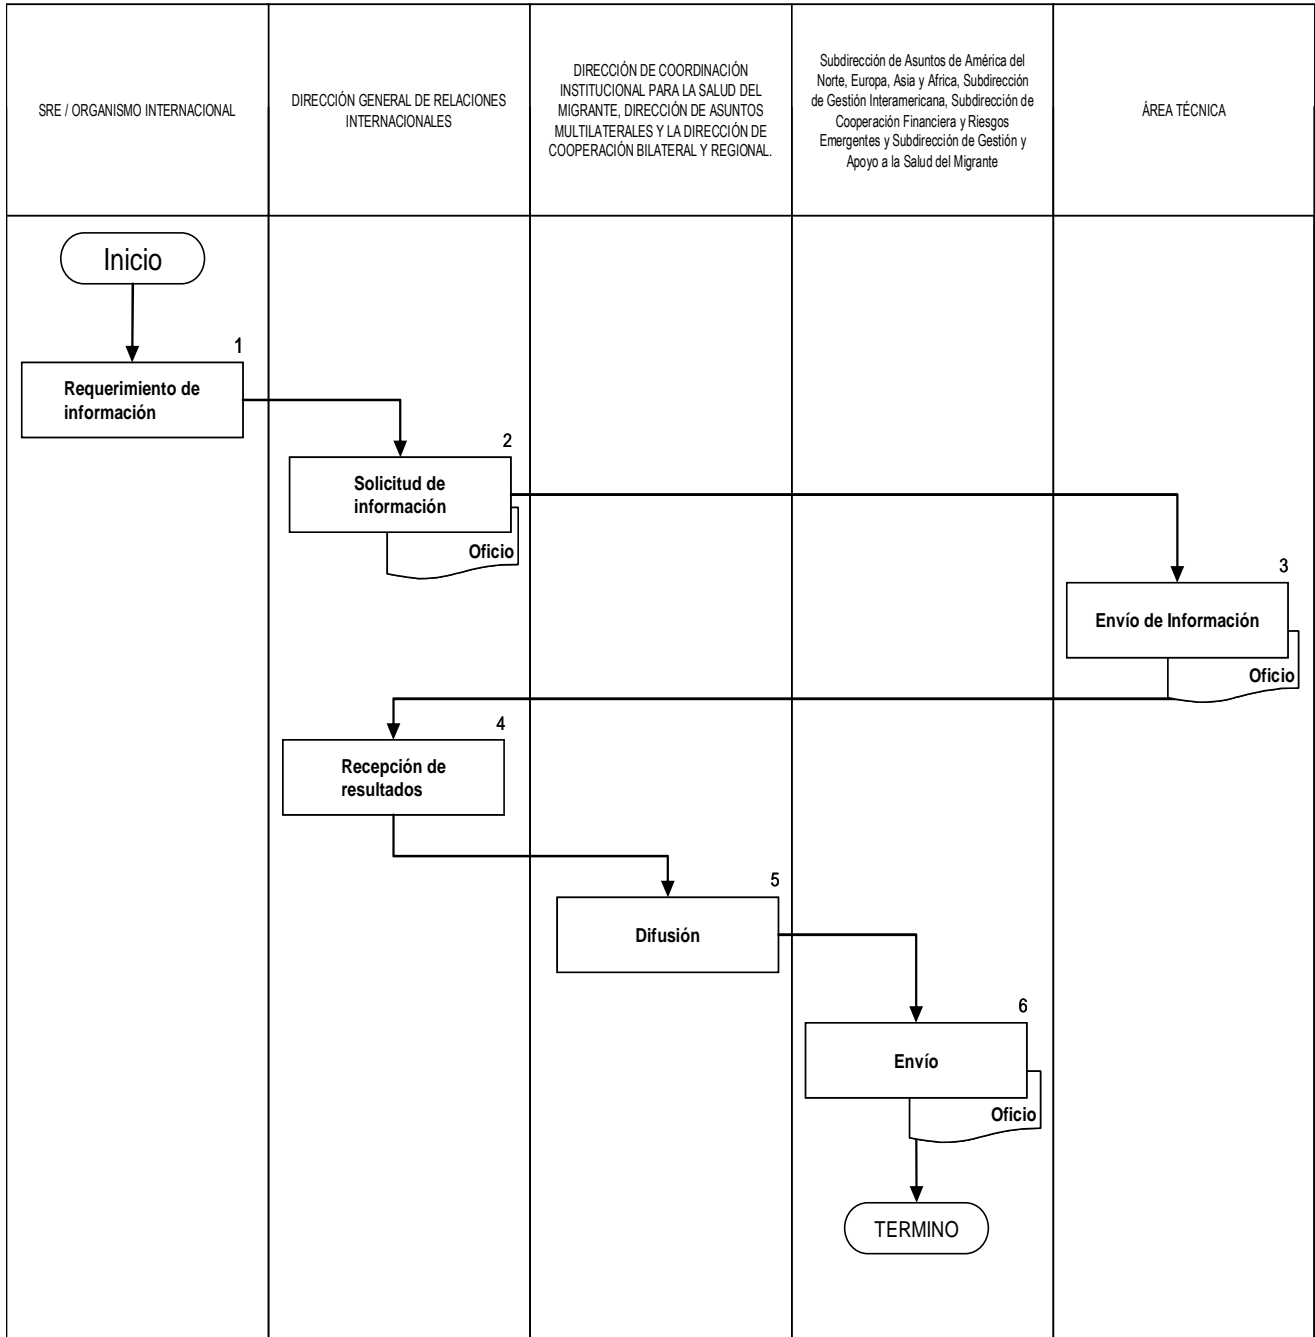 SRE / ORGANISMO INTERNACIONAL
DIRECCIÓN GENERAL DE RELACIONES
INTERNACIONALES
DIRECCIÓN DE COORDINACIÓN
INSTITUCIONAL PARA LA SALUD DEL
MIGRANTE, DIRECCIÓN DE ASUNTOS
MULTILATERALES Y LA DIRECCIÓN DE
COOPERACIÓN BILATERAL Y REGIONAL.
Subdirección de Asuntos de América del
Norte, Europa, Asia y Africa, Subdirección
de Gestión Interamericana, Subdirección de
Cooperación Financiera y Riesgos
Emergentes y Subdirección de Gestión y
Apoyo a la Salud del Migrante
ÁREA TÉCNICA
Inicio
1
Requerimiento de
información
2
Solicitud de
información
Oficio
3
Envío de Información
Oficio
4
Recepción de
resultados
5
Difusión
6
Envío
Oficio
TERMINO